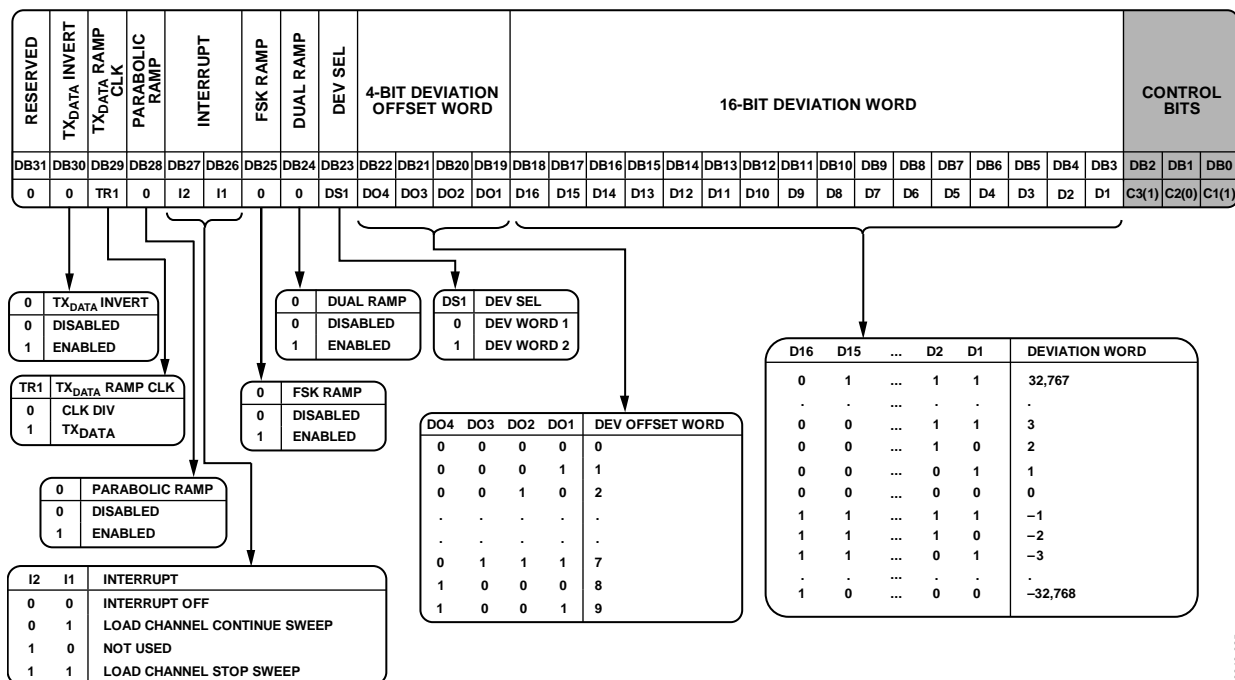 RESERVED
TXDATA INVERT
TXDATA RAMP
CLK
PARABOLIC
RAMP
INTERRUPT
FSK RAMP
DUAL RAMP
DEV SEL
4-BIT DEVIATION
OFFSET WORD
16-BIT DEVIATION WORD
CONTROL
BITS
DB31 DB30 DB29 DB28 DB27 DB26 DB25 DB24 DB23 DB22 DB21 DB20 DB19 DB18 DB17 DB16 DB15 DB14 DB13 DB12 DB11 DB10 DB9 DB8 DB7 DB6 DB5 DB4 DB3 DB2 DB1 DB0
0 0 TR1 0 I2 I1 0 0 DS1 DO4 DO3 DO2 DO1 D16 D15 D14 D13 D12 D11 D10 D9 D8 D7 D6 D5 D4 D3 D2 D1 C3(1) C2(0) C1(1)
0 TXDATA INVERT
0 DISABLED
1 ENABLED
TR1 TXDATA RAMP CLK
0 CLK DIV
1 TXDATA
0 PARABOLIC RAMP
0 DISABLED
1 ENABLED
I2 I1 INTERRUPT
0 0 INTERRUPT OFF
0 1 LOAD CHANNEL CONTINUE SWEEP
1 0 NOT USED
1 1 LOAD CHANNEL STOP SWEEP
0 FSK RAMP
0 DISABLED
1 ENABLED
0 DUAL RAMP
0 DISABLED
1 ENABLED
DS1 DEV SEL
0 DEV WORD 1
1 DEV WORD 2
DO4 DO3 DO2 DO1 DEV OFFSET WORD
0 0 0 0 0
0 0 0 1 1
0 0 1 0 2
. . . . .
. . . . .
0 1 1 1 7
1 0 0 0 8
1 0 0 1 9
D16 D15 ... D2 D1 DEVIATION WORD
0 1 ... 1 1 32,767
. . ... . . .
0 0 ... 1 1 3
0 0 ... 1 0 2
0 0 ... 0 1 1
0 0 ... 0 0 0
1 1 ... 1 1 –1
1 1 ... 1 0 –2
1 1 ... 0 1 –3
. . ... . . .
1 0 ... 0 0 –32,768